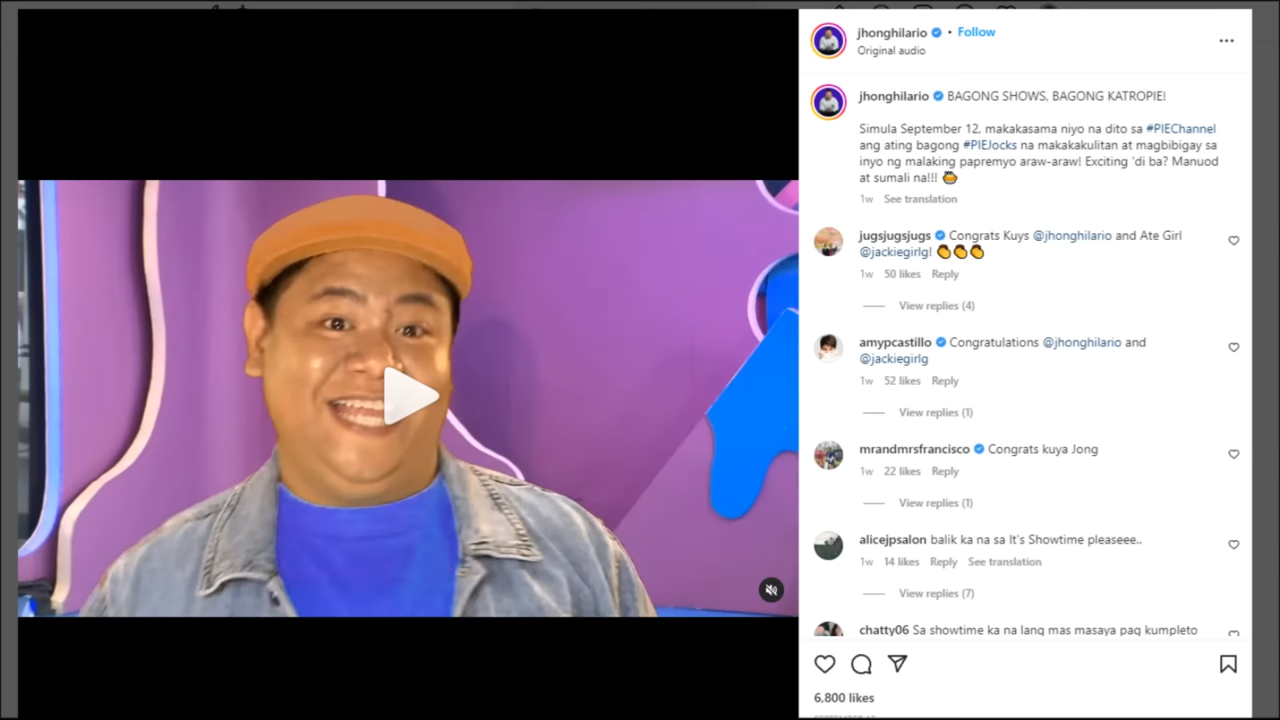 jhonghilario • Follow
Original audio
jhonghilario BAGONG SHOWS, BAGONG KATROPIE!
Simula September 12, makakasama niyo na dito sa #PIEChannel
ang ating bagong #PIEJocks na makakakulitan at magbibigay sa
inyo ng malaking papremyo araw-araw! Exciting 'di ba? Manuod
at sumali na!!! 
1w See translation
jugsjugsjugs Congrats Kuys @jhonghilario and Ate Girl
@jackiegirlg! 👏👏👏
1w 50 likes Reply
View replies (4)
amypcastillo Congratulations @jhonghilario and
@jackiegirlg
1w 52 likes Reply
View replies (1)
mrandmrsfrancisco Congrats kuya Jong
1w 22 likes Reply
View replies (1)
alicejpsalon balik ka na sa It's Showtime pleaseee..
1w 14 likes Reply See translation
View replies (7)
chatty06 Sa showtime ka na lang mas masaya pag kumpleto
6,800 likes